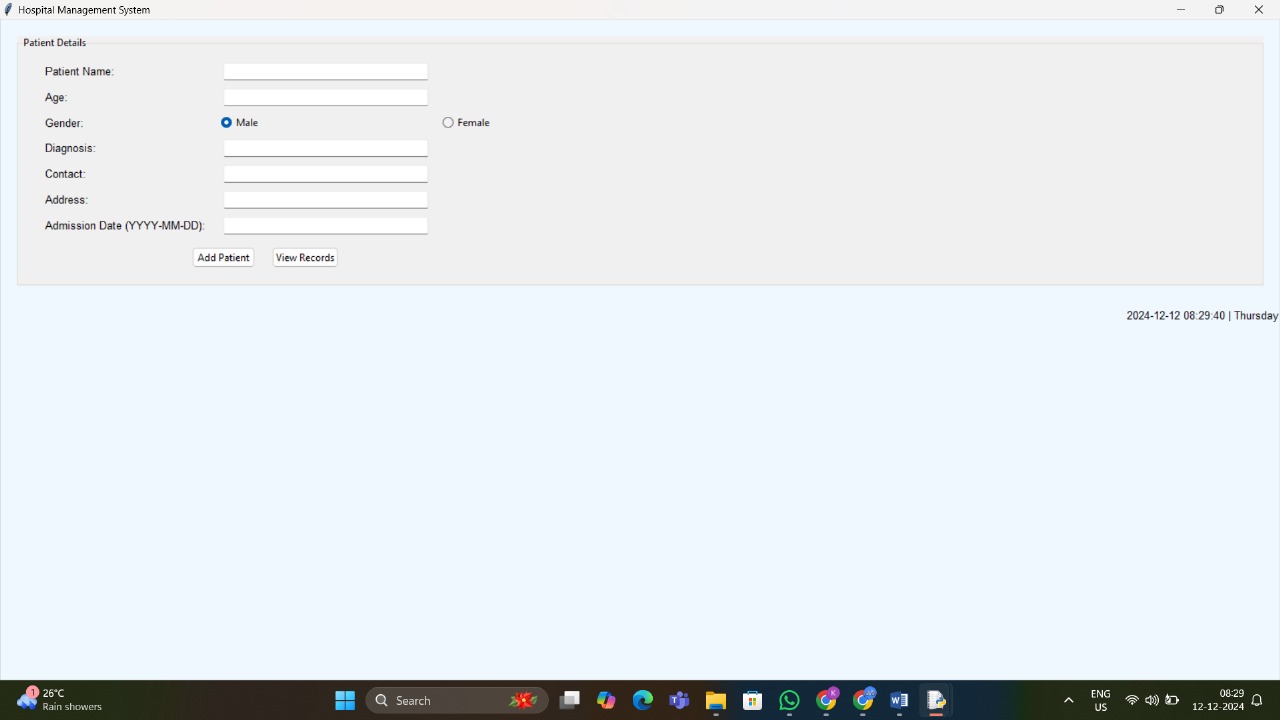 Hospital Management System
Patient Details
Patient Name:
Age:
Gender: Male Female
Diagnosis:
Contact:
Address:
Admission Date (YYYY-MM-DD):
Add Patient View Records
2024-12-12 08:29:40 | Thursday
1 26°C
Rain showers
Search
ENG
US
08:29
12-12-2024